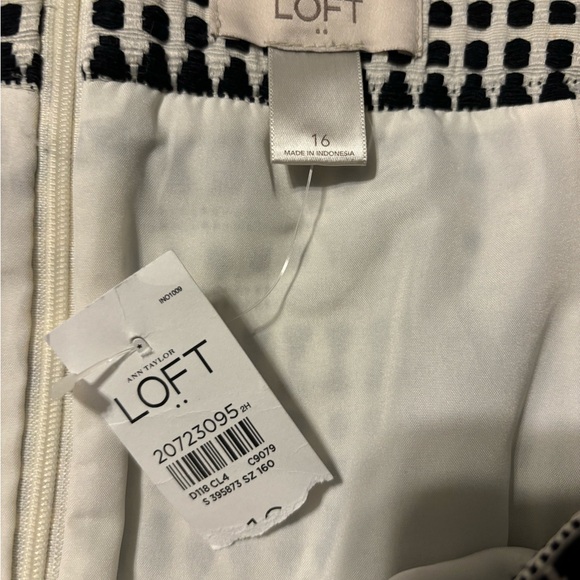 LOFT
16
MADE IN INDONESIA
INO1009
ANN TAYLOR
LOFT
20723095 2H
D118 CL4 C9079
S 395873 SZ 160